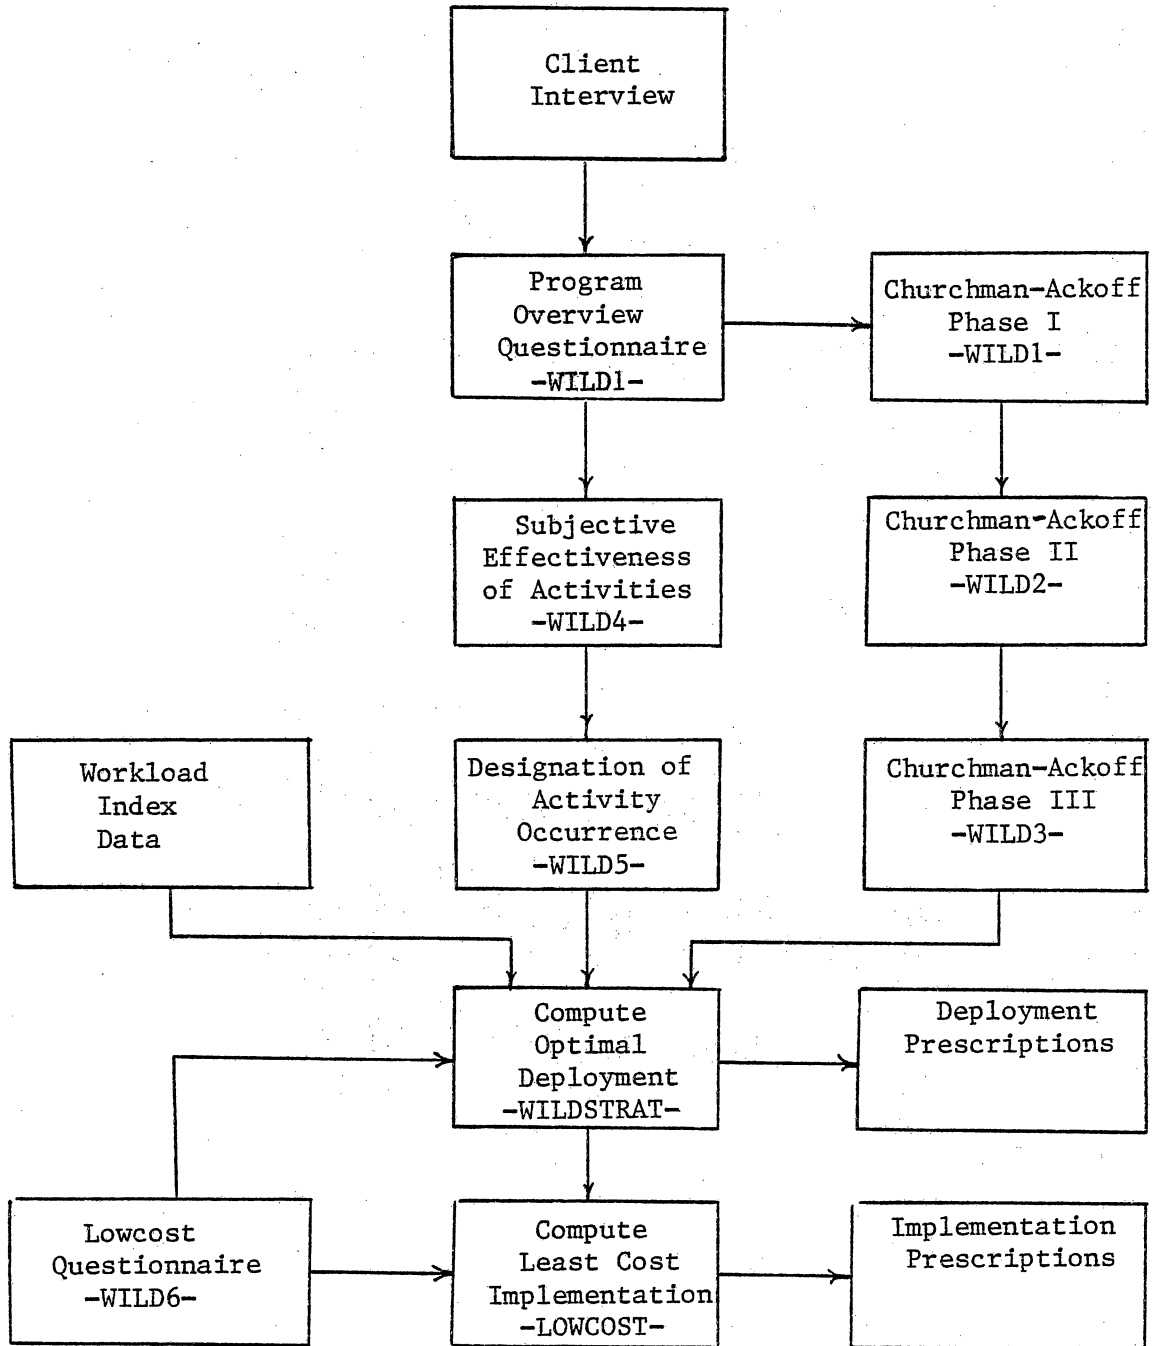 Client
Interview
Program
Overview
Questionnaire
-WILD1-
Churchman-Ackoff
Phase I
-WILD1-
Subjective
Effectiveness
of Activities
-WILD4-
Churchman-Ackoff
Phase II
-WILD2-
Workload
Index
Data
Designation of
Activity
Occurrence
-WILD5-
Churchman-Ackoff
Phase III
-WILD3-
Compute
Optimal
Deployment
-WILDSTRAT-
Deployment
Prescriptions
Lowcost
Questionnaire
-WILD6-
Compute
Least Cost
Implementation
-LOWCOST-
Implementation
Prescriptions